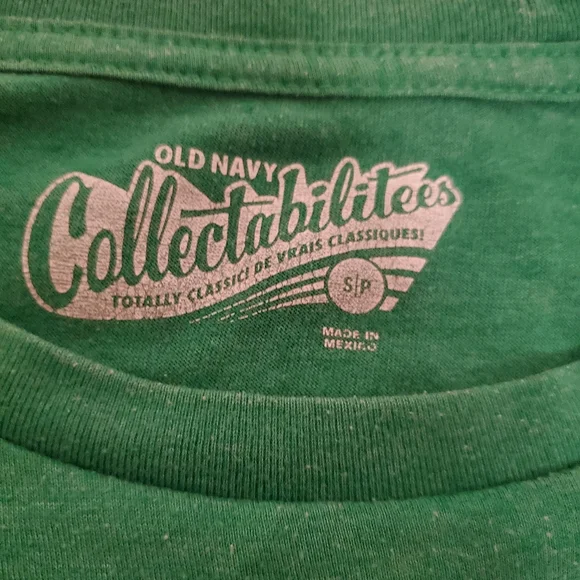 OLD NAVY
Collectabilitees
TOTALLY CLASSIC! DE VRAIS CLASSIQUES!
S|P
MADE IN
MEXICO